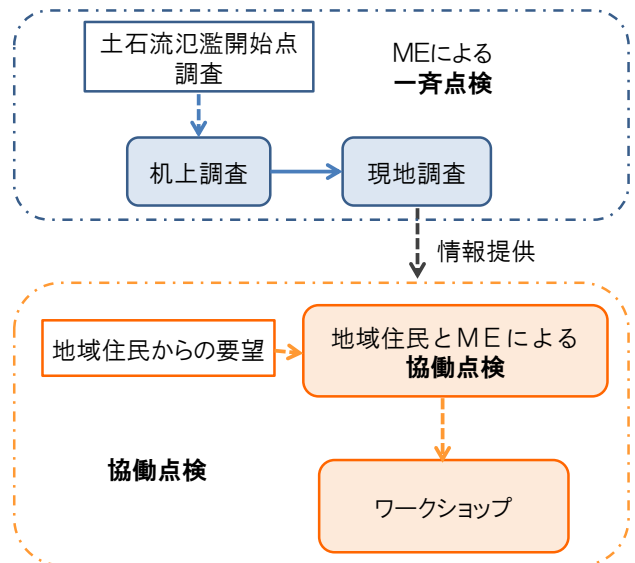 土石流氾濫開始点
調査
MEによる
一斉点検
机上調査
現地調査
情報提供
地域住民からの要望
地域住民とＭＥによる
協働点検
協働点検
ワークショップ